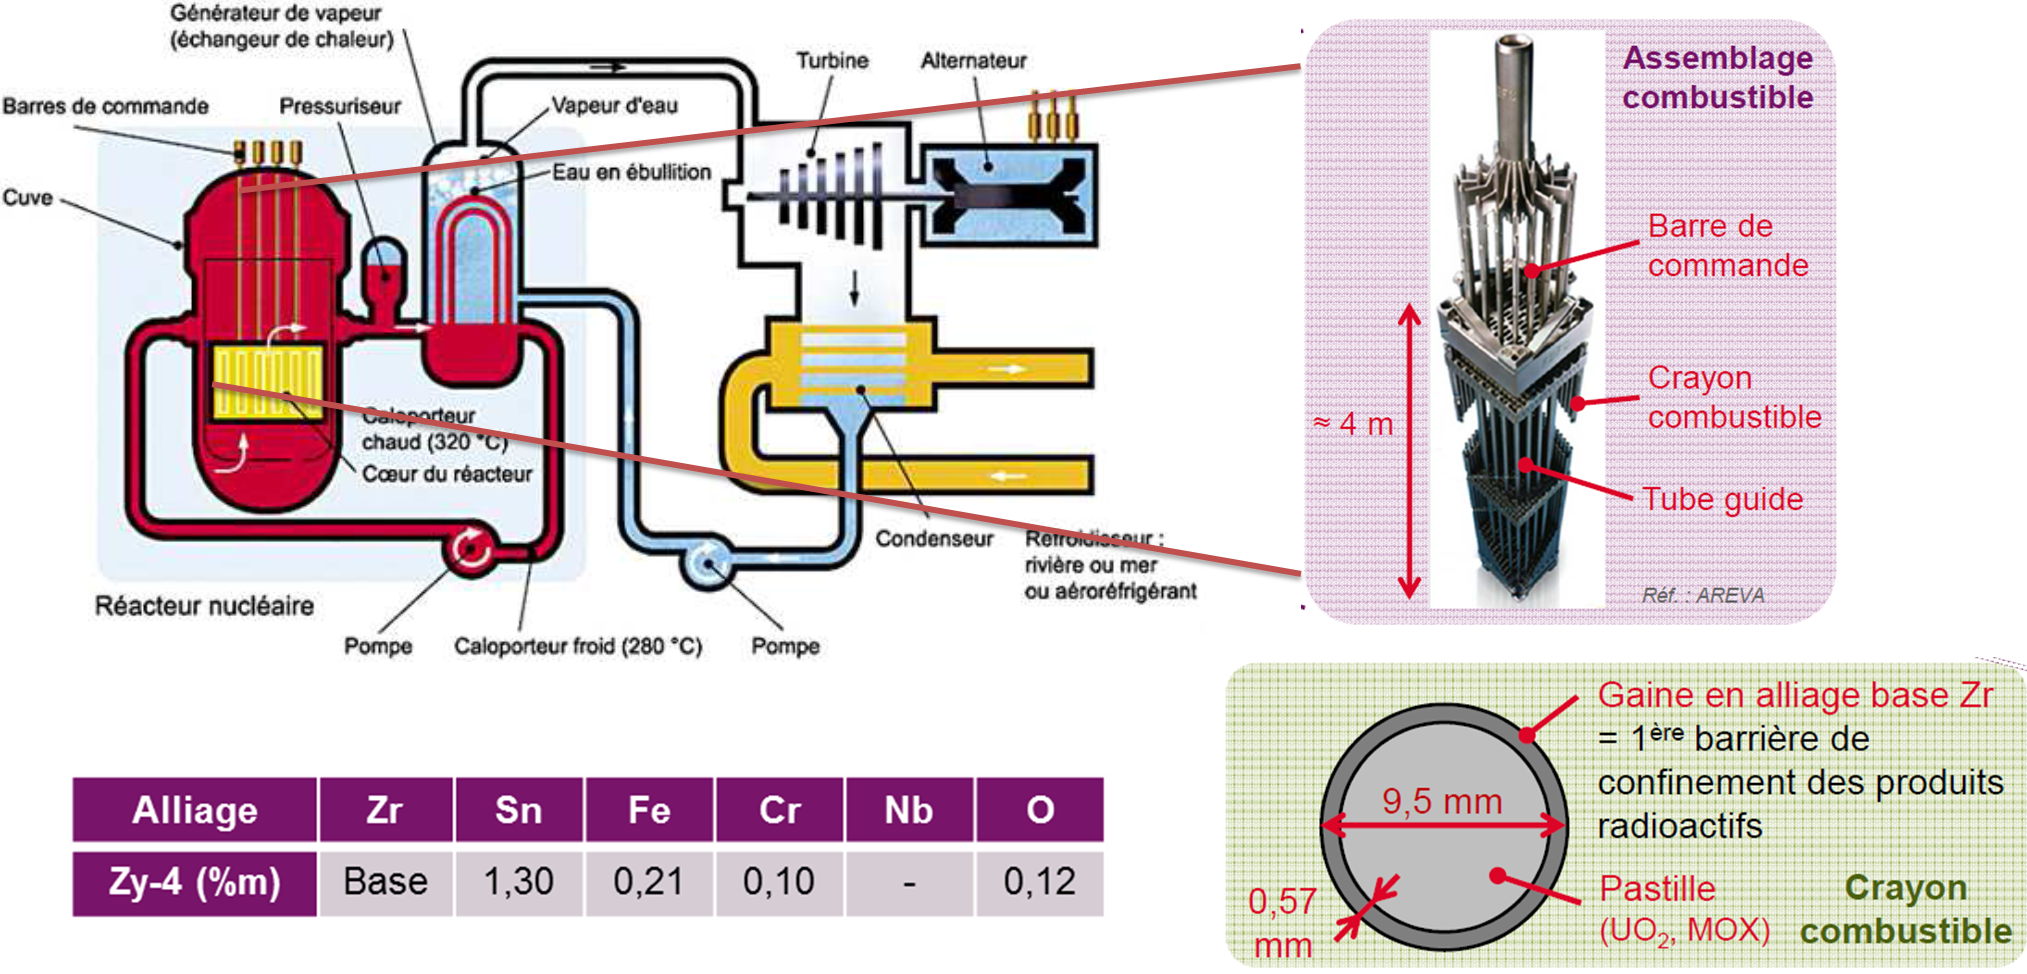 Générateur de vapeur
(échangeur de chaleur)
Barres de commande
Pressuriseur
Vapeur d'eau
Turbine
Alternateur
Eau en ébullition
Cuve
Caloporteur
chaud (320 °C)
Cœur du réacteur
Condenseur
Refroidisseur :
rivière ou mer
ou aéroréfrigérant
Réacteur nucléaire
Pompe
Caloporteur froid (280 °C)
Pompe
Assemblage
combustible
Barre de
commande
Crayon
combustible
≈ 4 m
Tube guide
Réf. : AREVA
Alliage Zr Sn Fe Cr Nb O
Zy-4 (%m) Base 1,30 0,21 0,10 - 0,12
Gaine en alliage base Zr
= 1ère barrière de
confinement des produits
radioactifs
9,5 mm
0,57
mm
Pastille
(UO2, MOX)
Crayon
combustible